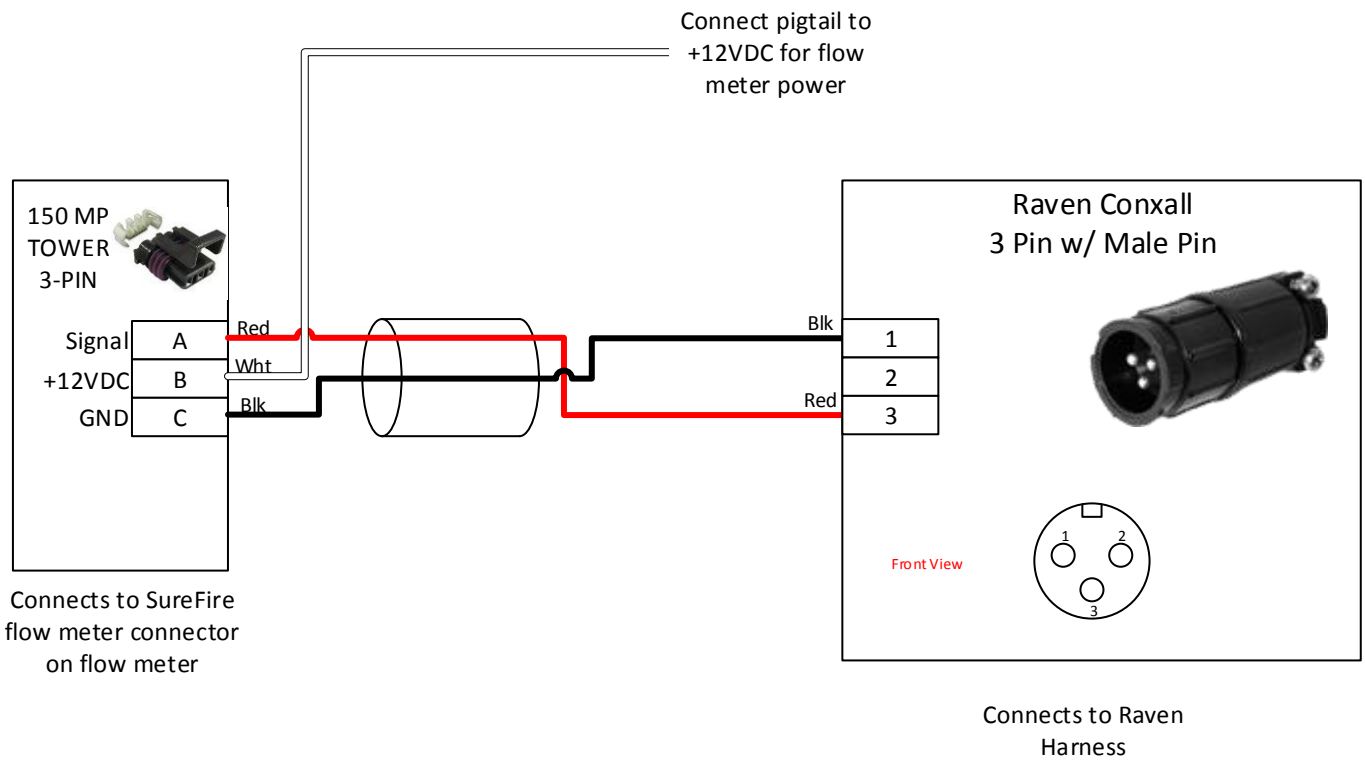 Connect pigtail to
+12VDC for flow
meter power
150 MP
TOWER
3-PIN
Signal A Red
+12VDC B Wht
GND C Blk
Connects to SureFire
flow meter connector
on flow meter
Raven Conxall
3 Pin w/ Male Pin
Blk 1
2
Red 3
1 2
Front View
3
Connects to Raven
Harness